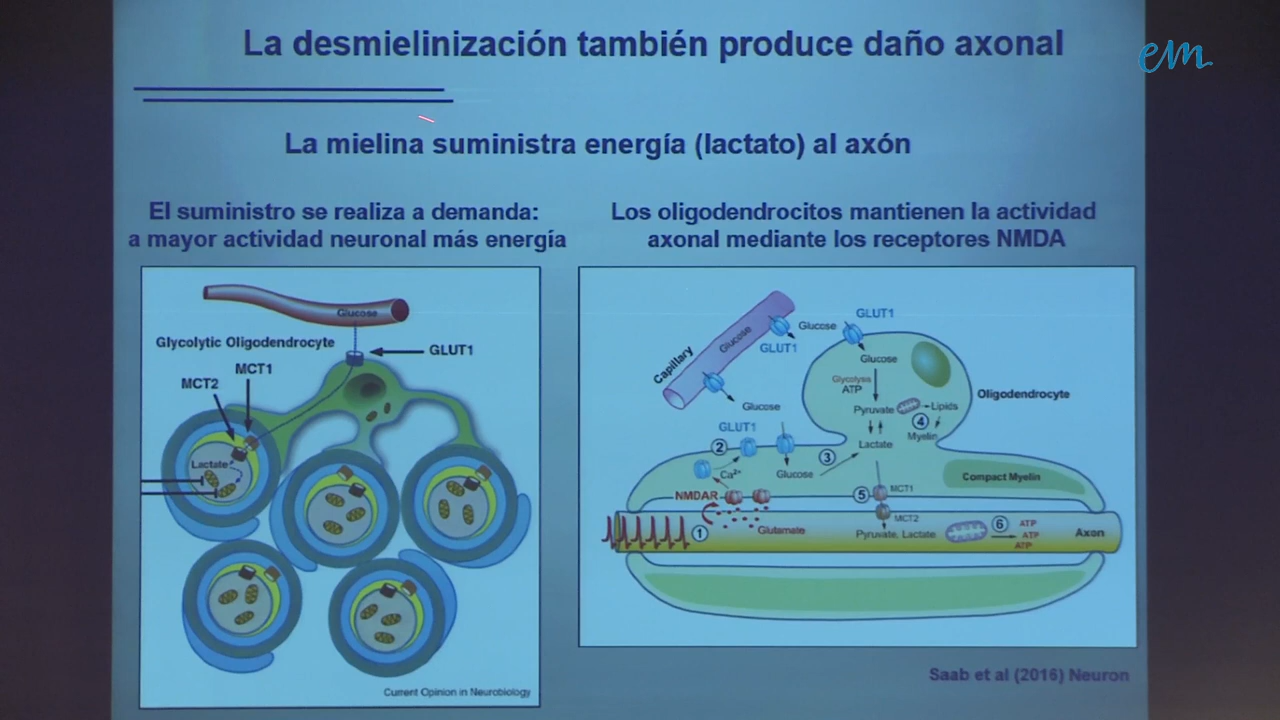 La desmielinización también produce daño axonal
em
La mielina suministra energía (lactato) al axón
El suministro se realiza a demanda:
a mayor actividad neuronal más energía
Glucose
Glycolytic Oligodendrocyte
GLUT1
MCT1
MCT2
Lactate
Current Opinion in Neurobiology
Los oligodendrocitos mantienen la actividad
axonal mediante los receptores NMDA
Capillary
Glucose
GLUT1
Glucose
GLUT1
Glucose
Glycolysis
ATP
Pyruvate
Lipids
4
Myelin
Lactate
Oligodendrocyte
Glucose
GLUT1
2
Ca2+
Glucose
3
Compact Myelin
NMDAR
5
MCT1
MCT2
1
Glutamate
Pyruvate, Lactate
6
ATP
ATP
ATP
Axon
Saab et al (2016) Neuron